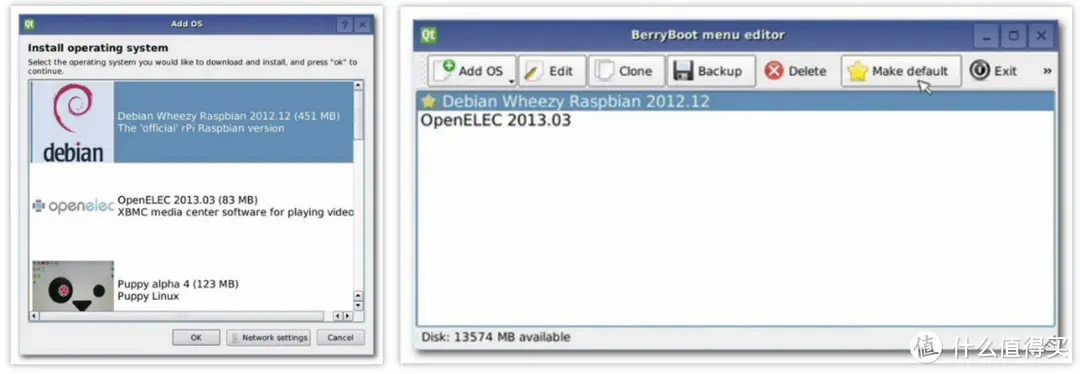 Add OS
Install operating system
Select the operating system you would like to download and install, and press "ok" to
continue.
debian
Debian Wheezy Raspbian 2012.12 (451 MB)
The 'official' rPi Raspbian version
openelec
OpenELEC 2013.03 (83 MB)
XBMC media center software for playing video
Puppy alpha 4 (123 MB)
Puppy Linux
OK
Network settings
Cancel
BerryBoot menu editor
Add OS
Edit
Clone
Backup
Delete
Make default
Exit
»
Debian Wheezy Raspbian 2012.12
OpenELEC 2013.03
Disk: 13574 MB available
值 什么值得买